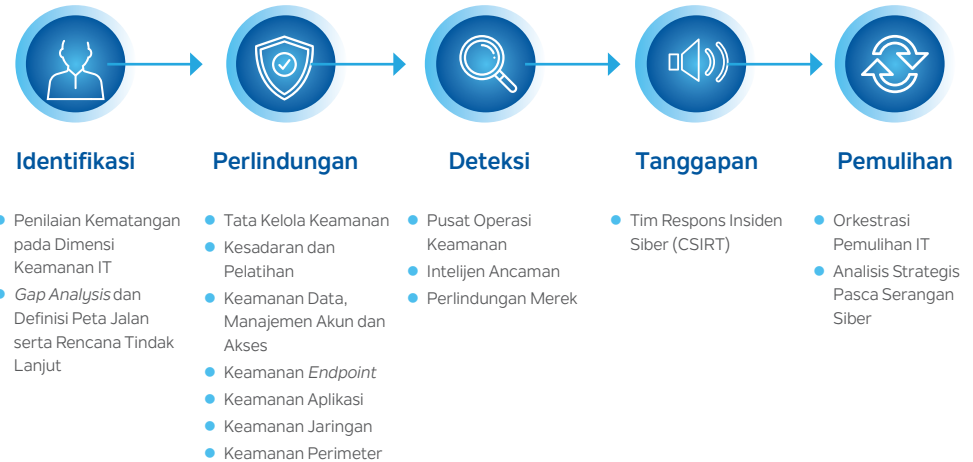 Identifikasi
Penilaian Kematangan
pada Dimensi
Keamanan IT
Gap Analysis dan
Definisi Peta Jalan
serta Rencana Tindak
Lanjut
Perlindungan
Tata Kelola Keamanan
Kesadaran dan
Pelatihan
Keamanan Data,
Manajemen Akun dan
Akses
Keamanan Endpoint
Keamanan Aplikasi
Keamanan Jaringan
Keamanan Perimeter
Deteksi
Pusat Operasi
Keamanan
Intelijen Ancaman
Perlindungan Merek
Tanggapan
Tim Respons Insiden
Siber (CSIRT)
Pemulihan
Orkestrasi
Pemulihan IT
Analisis Strategis
Pasca Serangan
Siber